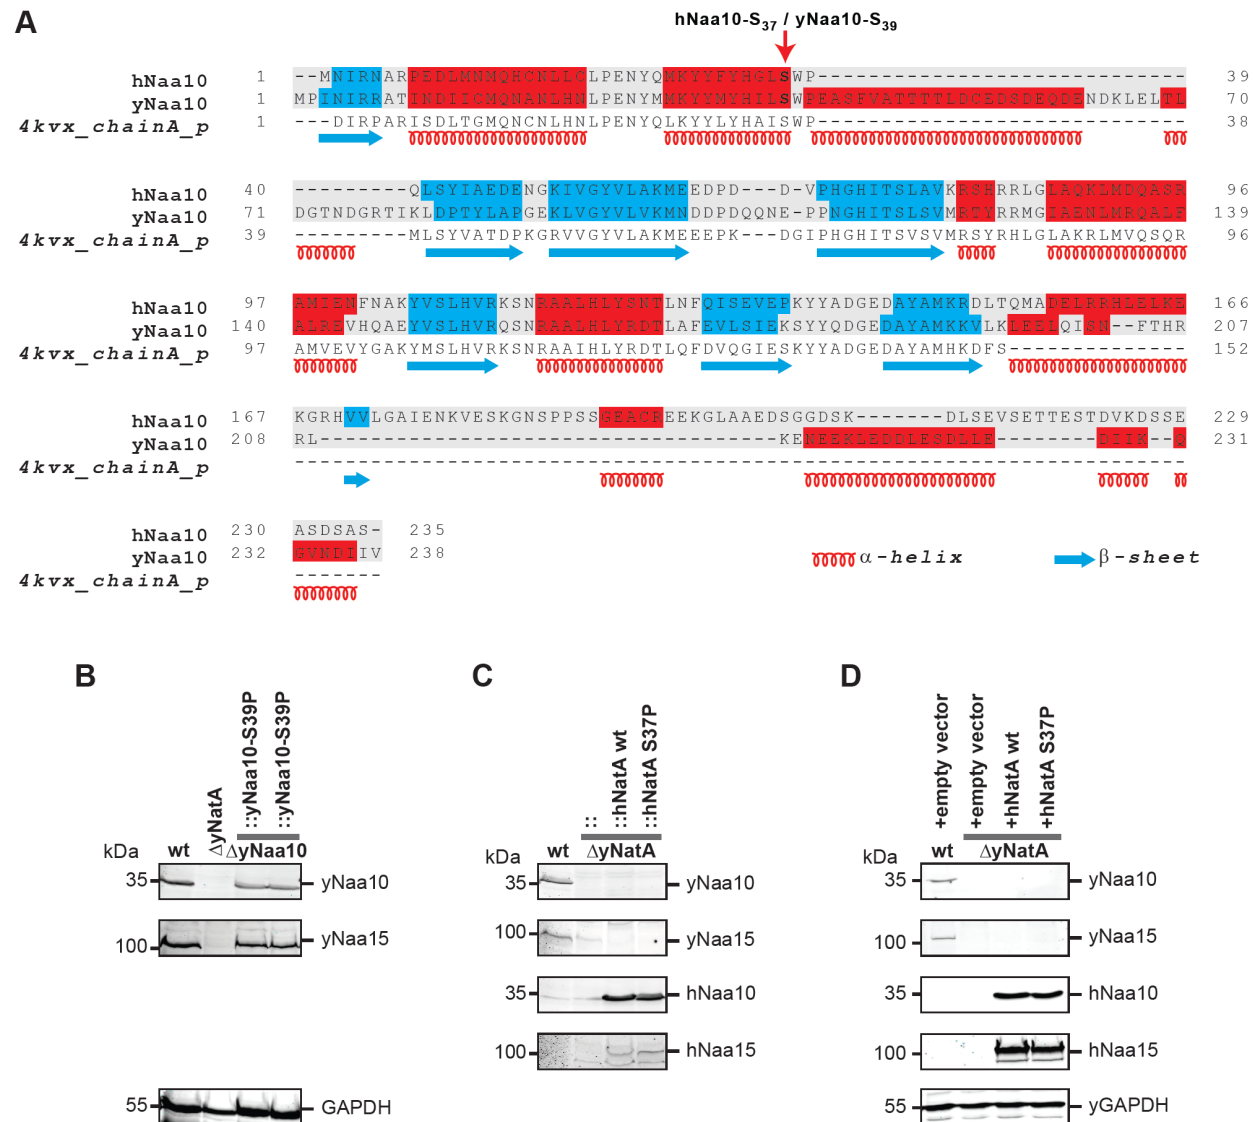 A
hNaa10-S37 / yNaa10-S39
hNaa10 1 --MNIRNARPEDLMNMQHCNLLCLPENYQMKYYFYHGLSWP----------------------------- 39
yNaa10 1 MPINIRRATINDIICMQNANLHNLPENYMMKYYMYHILSWPEASFVATTTTLDCEDSDEQDENDKLELTL 70
4kvx_chainA_p 1 ---DIRPARISDLTGMQNCNLHNLPENYQLKYYLYHAISWP----------------------------- 38
hNaa10 40 ---------QLSYIAEDENGKIVGYVLAKMEEDPD---D-VPHGHITSLAVKRSHRRLGLAQKLMDQASR 96
yNaa10 71 DGTNDGRTIKLDPTYLAPGEKLVGYVLVKMNDDPDQQNE-PPNGHITSLSVMRTYRRMGIAENLMRQALF 139
4kvx_chainA_p 39 ---------MLSYVATDPKGRVVGYVLAKMEEEPK---DGIPHGHITSVSVMRSYRHLGLAKRLMVQSQR 96
hNaa10 97 AMIENFNAKYVSLHVRKSNRAALHLYSNTLNFQISEVEPKYYADGEDAYAMKRDLTQMADELRRHLELKE 166
yNaa10 140 ALREVHQAEYVSLHVRQSNRAALHLYRDTLAFEVLSIEKSYYQDGEDAYAMKKVLKLEELQISN--FTHR 207
4kvx_chainA_p 97 AMVEVYGAKYMSLHVRKSNRAAIHLYRDTLQFDVQGIESKYYADGEDAYAMHKDFS-------------- 152
hNaa10 167 KGRHVVLGAIENKVESKGNSPPSSGEACREEKGLAAEDSGGDSK-------DLSEVSETTESTDVKDSSE 229
yNaa10 208 RL------------------------------------KENEEKLEDDLESDLLE--------DIIK--Q 231
4kvx_chainA_p ----------------------------------------------------------------------
hNaa10 230 ASDSAS- 235
yNaa10 232 GVNDIIV 238
4kvx_chainA_p -------
α-helix β-sheet
B
ΔyNatA
::yNaa10-S39P
::yNaa10-S39P
kDa wt ΔyNaa10
35 yNaa10
100 yNaa15
55 GAPDH
C
::
::hNatA wt
::hNatA S37P
kDa wt ΔyNatA
35 yNaa10
100 yNaa15
35 hNaa10
100 hNaa15
D
+empty vector
+empty vector
+hNatA wt
+hNatA S37P
kDa wt ΔyNatA
35 yNaa10
100 yNaa15
35 hNaa10
100 hNaa15
55 yGAPDH